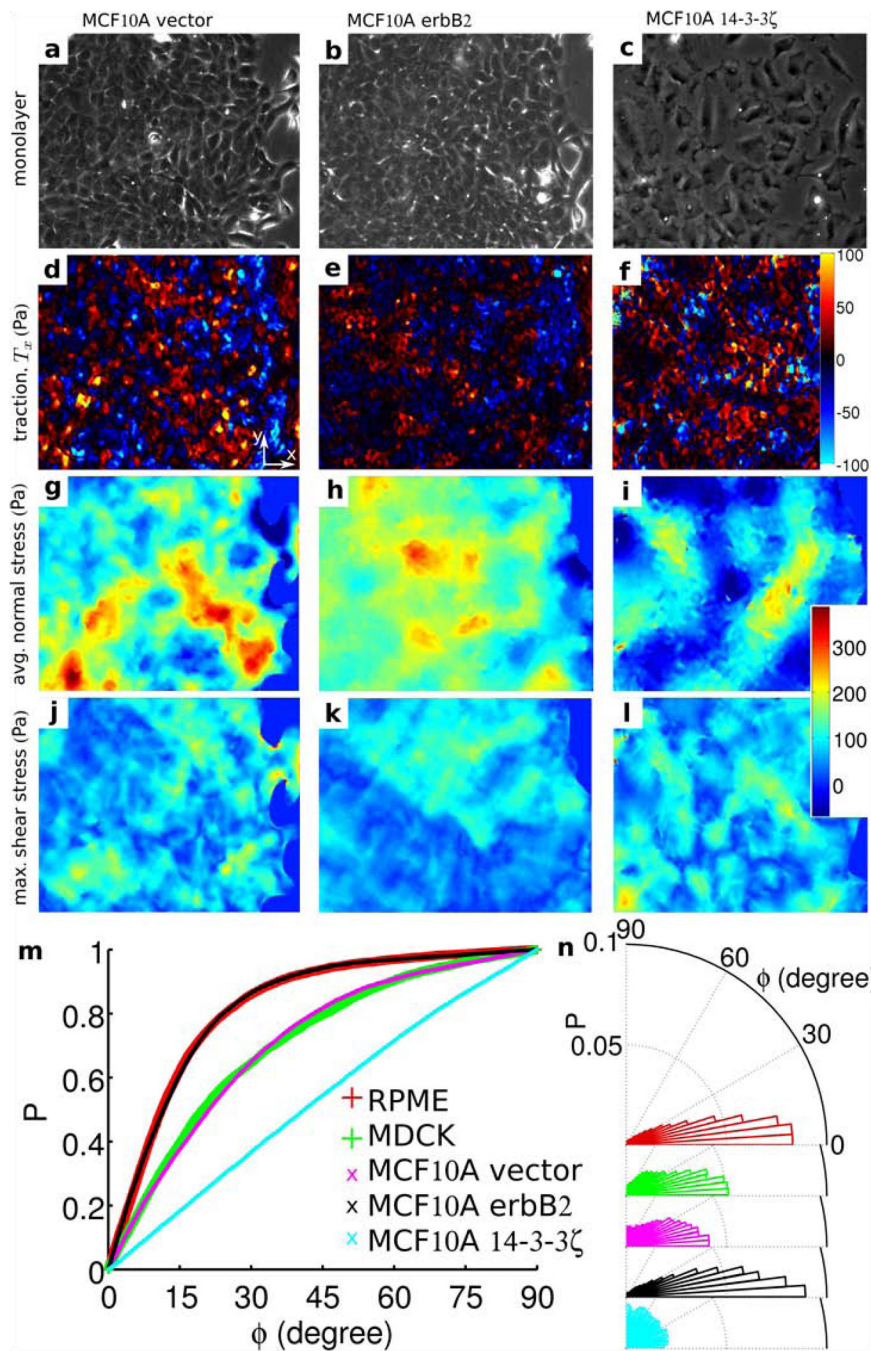 MCF10A vector MCF10A erbB2 MCF10A 14-3-3ζ
monolayer
a b c
traction, Tx (Pa)
d e f
y
x
100
50
0
-50
-100
avg. normal stress (Pa)
g h i
300
200
100
0
max. shear stress (Pa)
j k l
m
1
0.8
0.6
0.4
0.2
0
P
0 15 30 45 60 75 90
ϕ (degree)
RPME
MDCK
MCF10A vector
MCF10A erbB2
MCF10A 14-3-3ζ
n
0.1 90
60
ϕ (degree)
30
P
0.05
0